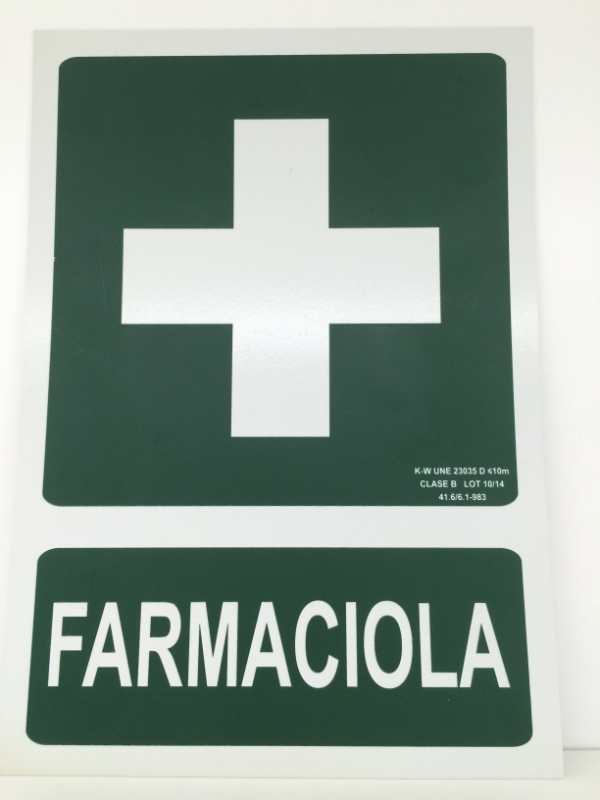 K-W UNE 23035 D ≤10m
CLASE B LOT 10/14
41.6/6.1-983
FARMACIOLA